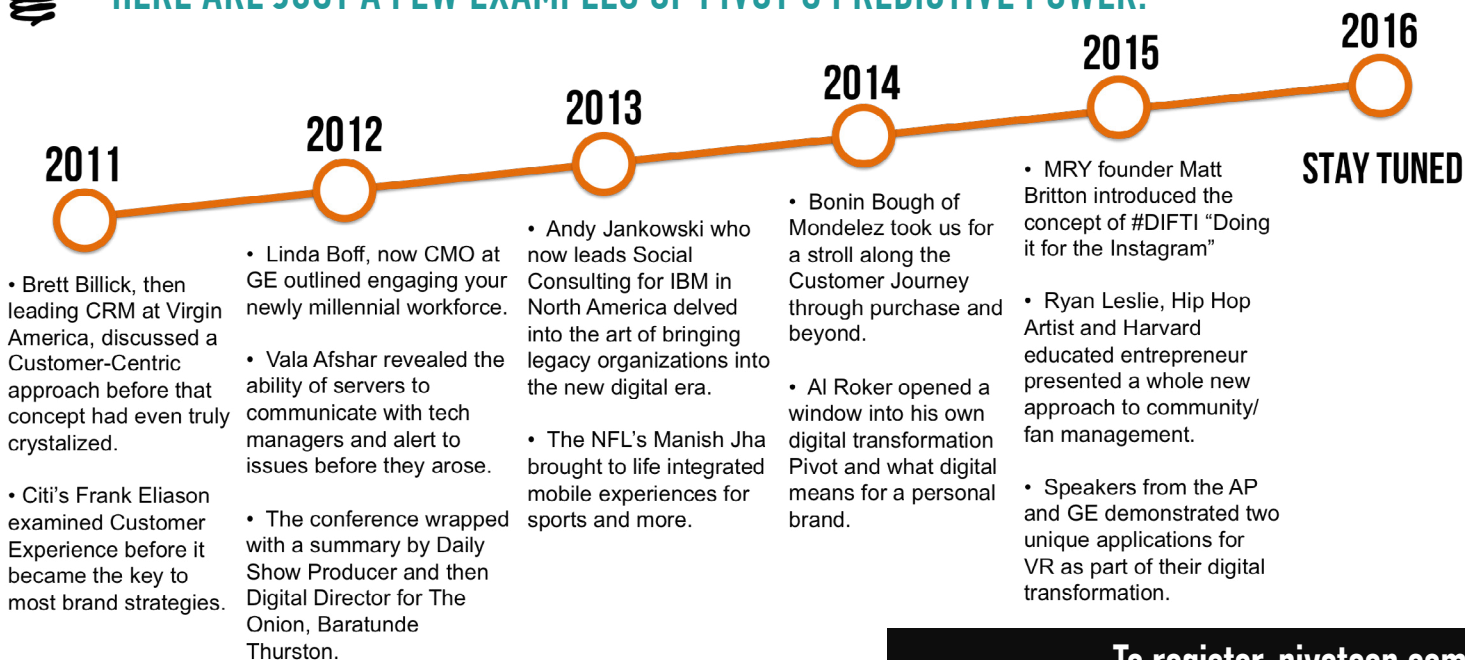 HERE ARE JUST A FEW EXAMPLES OF PIVOT'S PREDICTIVE POWER:
2011
• Brett Billick, then
leading CRM at Virgin
America, discussed a
Customer-Centric
approach before that
concept had even truly
crystalized.
• Citi's Frank Eliason
examined Customer
Experience before it
became the key to
most brand strategies.
2012
• Linda Boff, now CMO at
GE outlined engaging your
newly millennial workforce.
• Vala Afshar revealed the
ability of servers to
communicate with tech
managers and alert to
issues before they arose.
• The conference wrapped
with a summary by Daily
Show Producer and then
Digital Director for The
Onion, Baratunde
Thurston.
2013
• Andy Jankowski who
now leads Social
Consulting for IBM in
North America delved
into the art of bringing
legacy organizations into
the new digital era.
• The NFL's Manish Jha
brought to life integrated
mobile experiences for
sports and more.
2014
• Bonin Bough of
Mondelez took us for
a stroll along the
Customer Journey
through purchase and
beyond.
• Al Roker opened a
window into his own
digital transformation
Pivot and what digital
means for a personal
brand.
2015
• MRY founder Matt
Britton introduced the
concept of #DIFTI “Doing
it for the Instagram”
• Ryan Leslie, Hip Hop
Artist and Harvard
educated entrepreneur
presented a whole new
approach to community/
fan management.
• Speakers from the AP
and GE demonstrated two
unique applications for
VR as part of their digital
transformation.
2016
STAY TUNED
To register